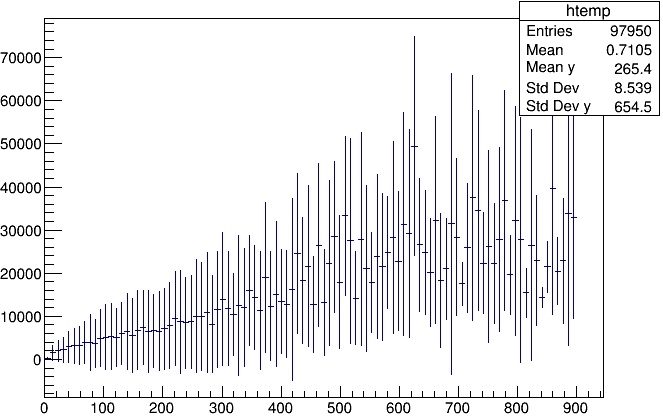 htemp
Entries 97950
Mean 0.7105
Mean y 265.4
Std Dev 8.539
Std Dev y 654.5
70000
60000
50000
40000
30000
20000
10000
0
0 100 200 300 400 500 600 700 800 900